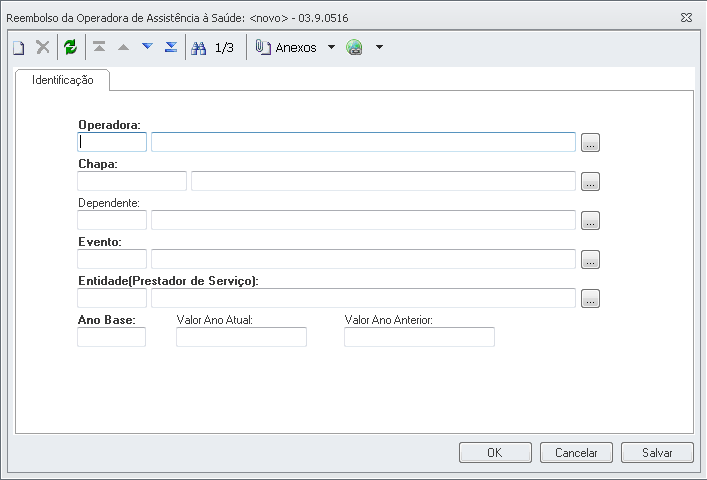 Reembolso da Operadora de Assistência à Saúde: <novo> - 03.9.0516
1/3 Anexos
Identificação
Operadora:
...
Chapa:
...
Dependente:
...
Evento:
...
Entidade(Prestador de Serviço):
...
Ano Base: Valor Ano Atual: Valor Ano Anterior:
OK Cancelar Salvar